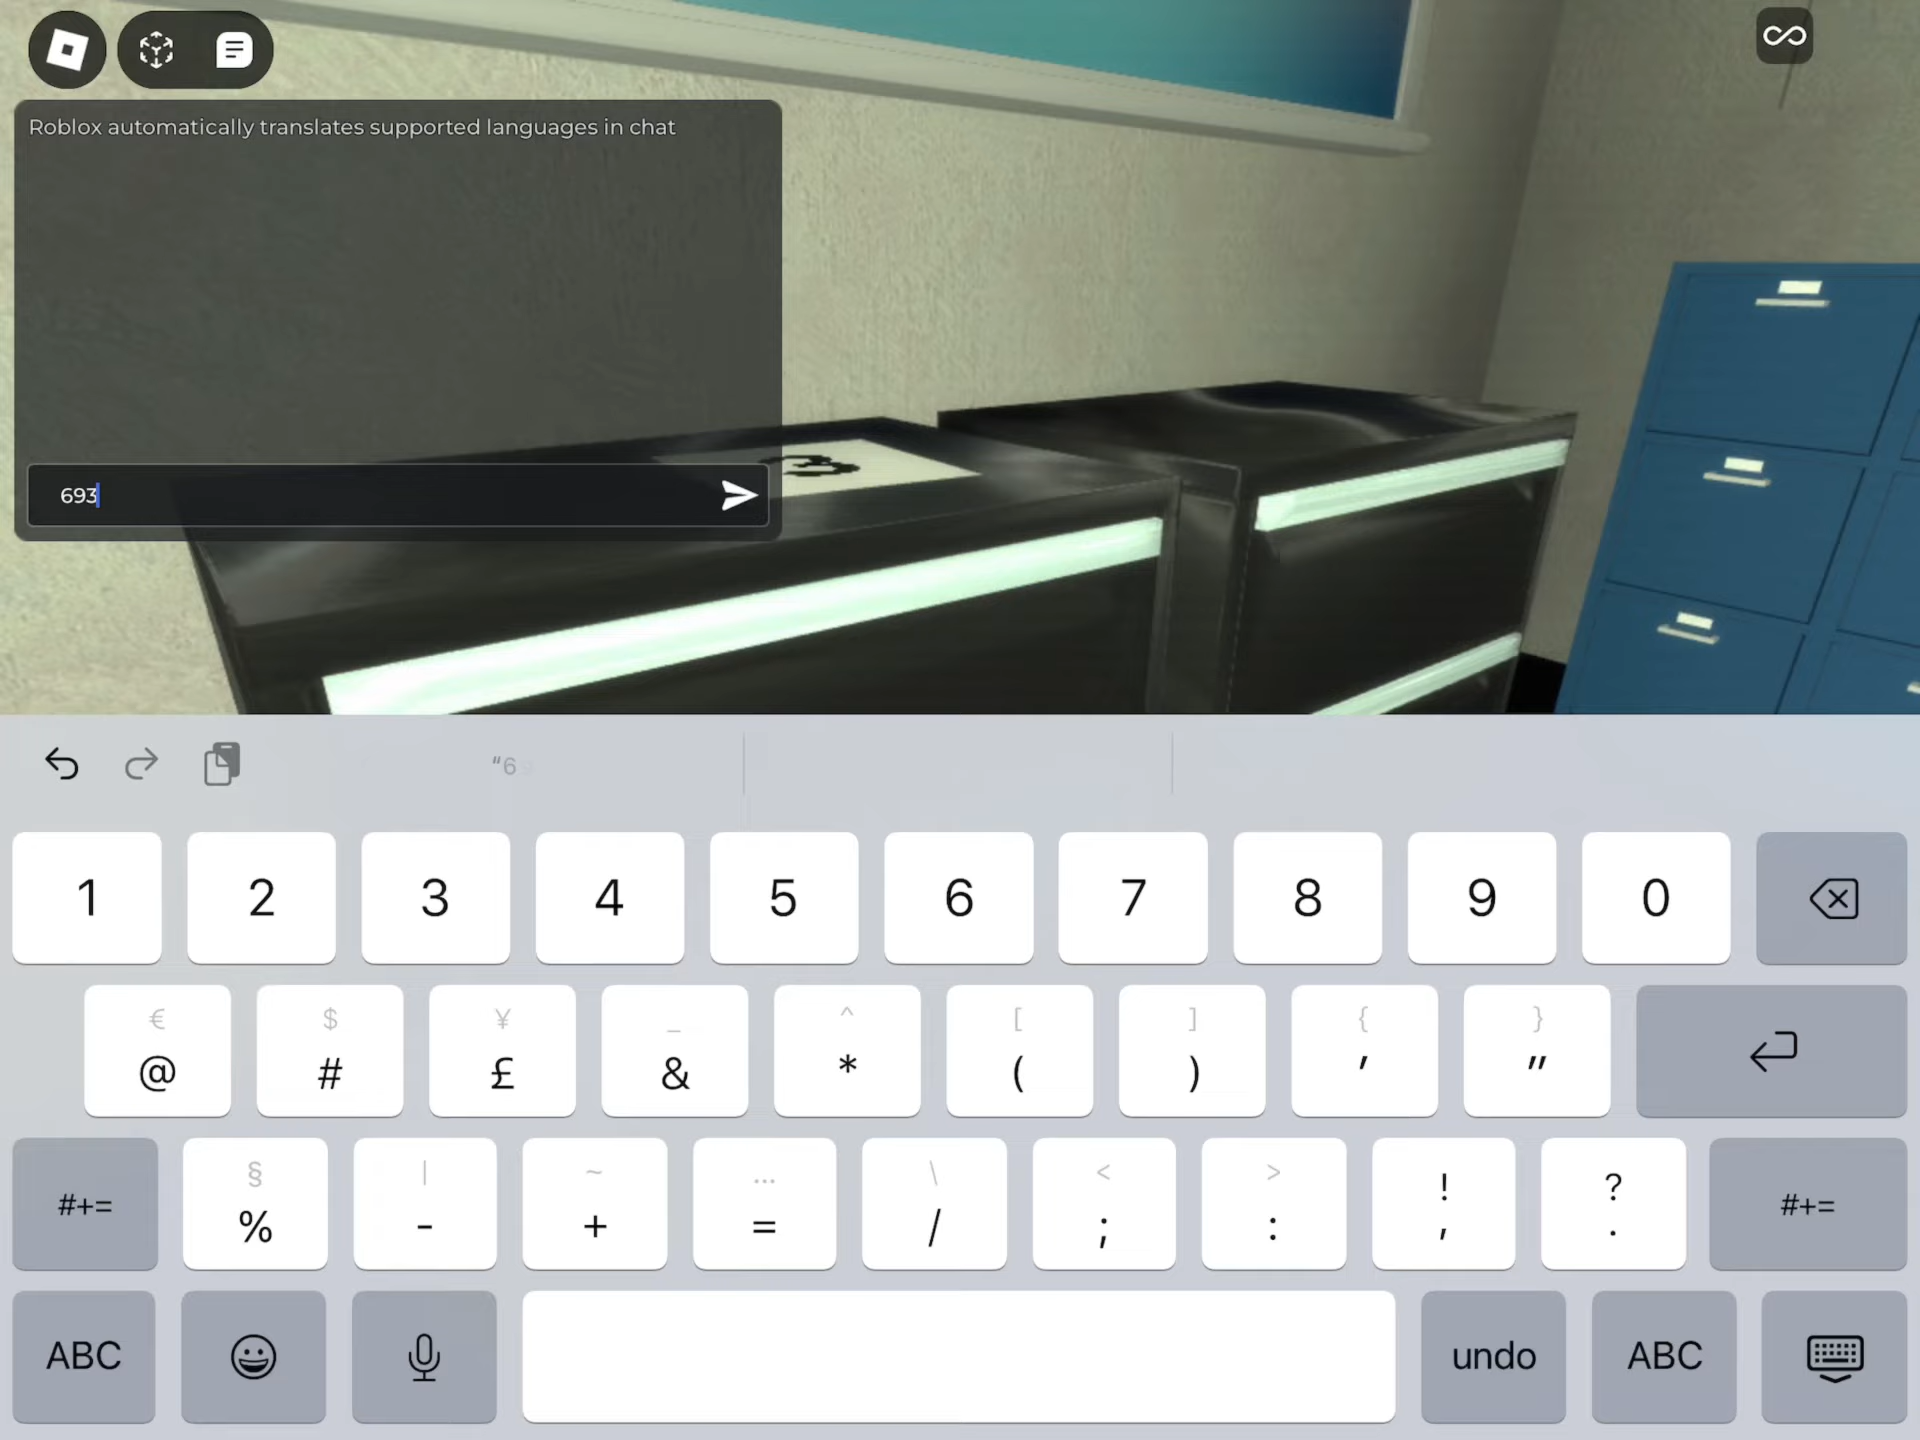 Roblox automatically translates supported languages in chat
693
“6
1 2 3 4 5 6 7 8 9 0
€ $ ¥ _ ^ [ ] { }
@ # £ & * ( ) ' "
§ | ~ … \ < > ! ?
#+= % - + = / ; : , . #+=
ABC undo ABC